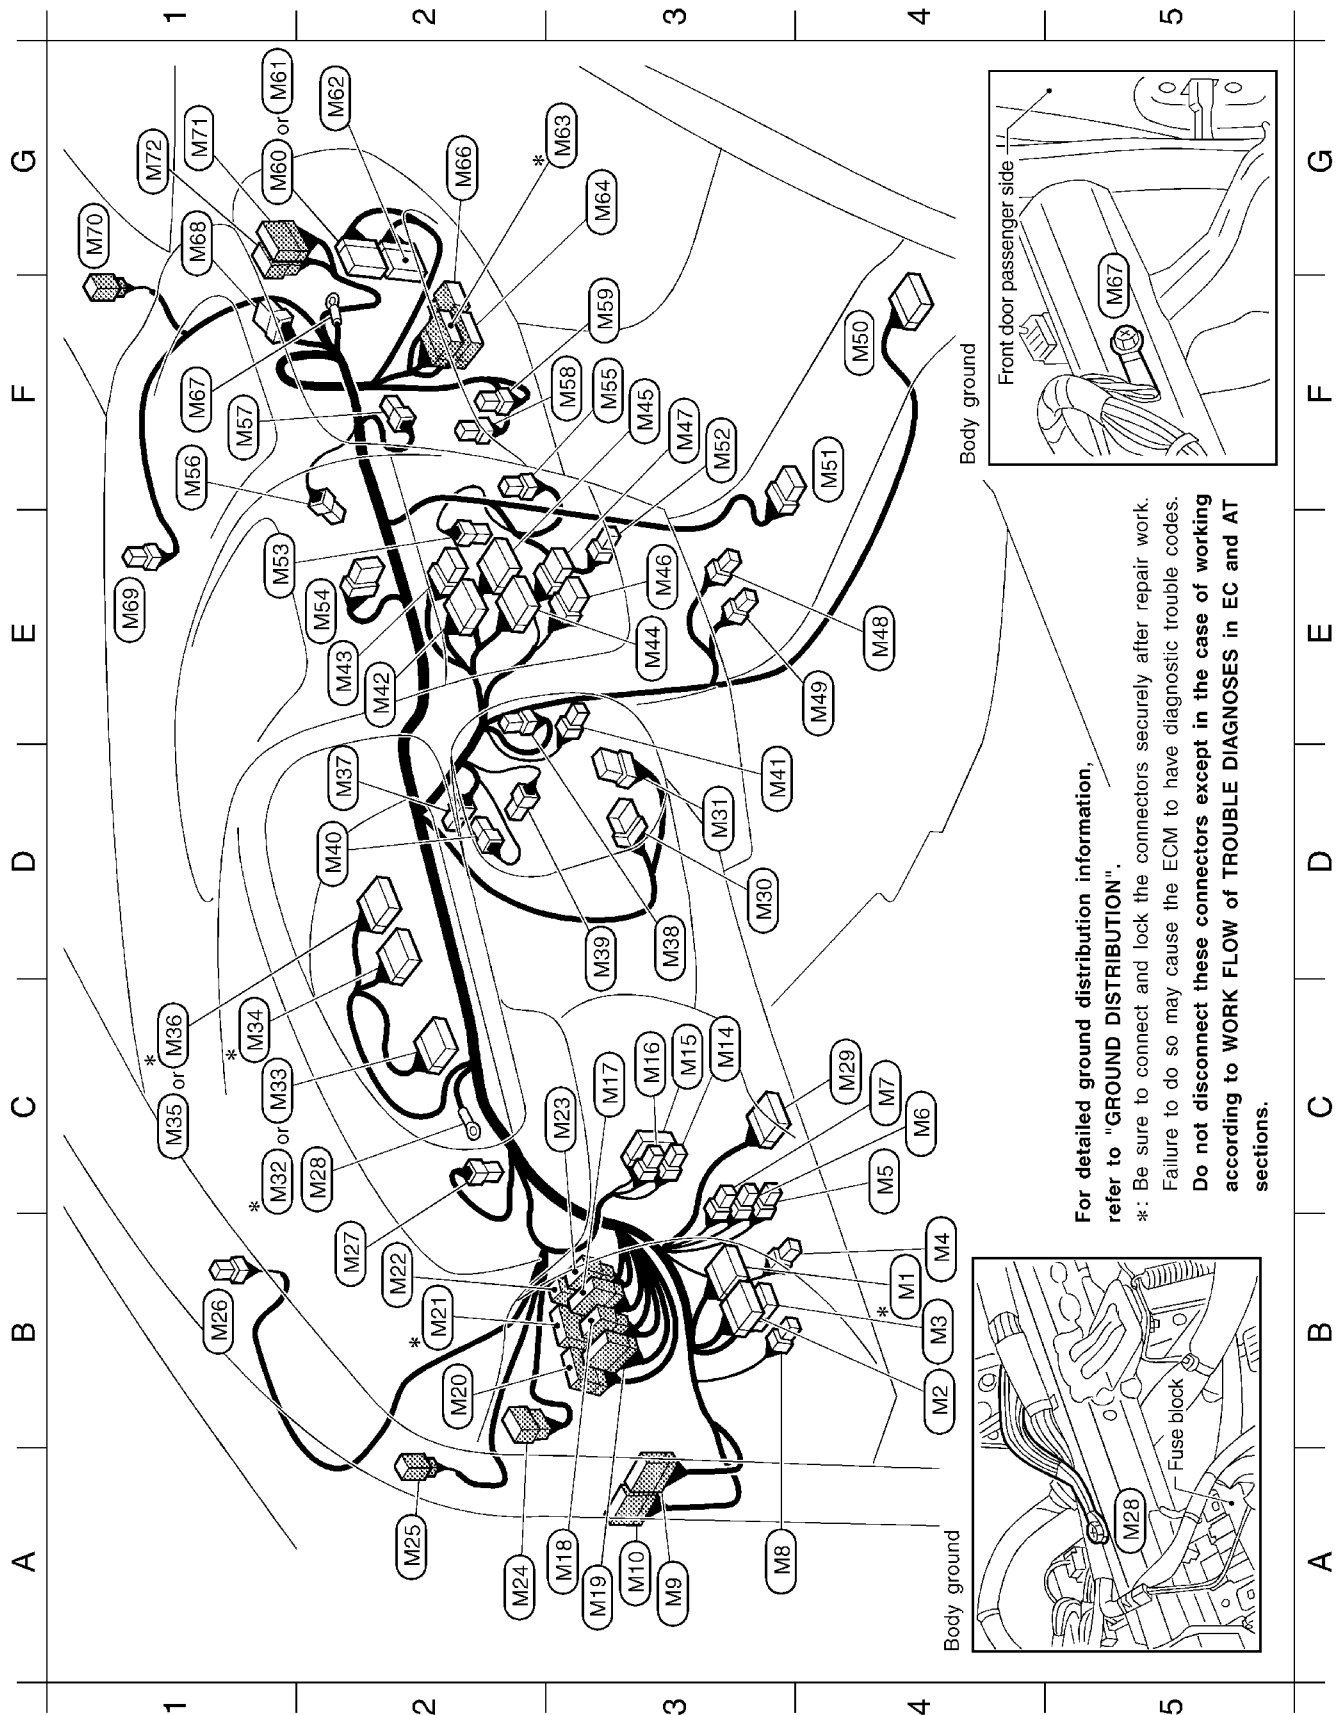 A
B
C
D
E
F
G
1
2
3
4
5
M26
M25
M24
M18
M19
M10
M9
M8
M20
* M21
M22
M27
M28
* M32 or M33
* M34
M35 or * M36
M23
M17
M16
M15
M14
M29
M7
M6
M5
M4
* M1
M3
M2
M40
M37
M39
M38
M30
M31
M41
M42
M43
M54
M53
M69
M56
M57
M67
M68
M70
M72
M71
M60 or M61
M62
M66
* M63
M64
M59
M58
M55
M45
M47
M52
M46
M44
M51
M50
M48
M49
Body ground
M28
Fuse block
Body ground
Front door passenger side
M67
For detailed ground distribution information,
refer to "GROUND DISTRIBUTION".
*: Be sure to connect and lock the connectors securely after repair work.
Failure to do so may cause the ECM to have diagnostic trouble codes.
Do not disconnect these connectors except in the case of working
according to WORK FLOW of TROUBLE DIAGNOSES in EC and AT
sections.
A
B
C
D
E
F
G
1
2
3
4
5